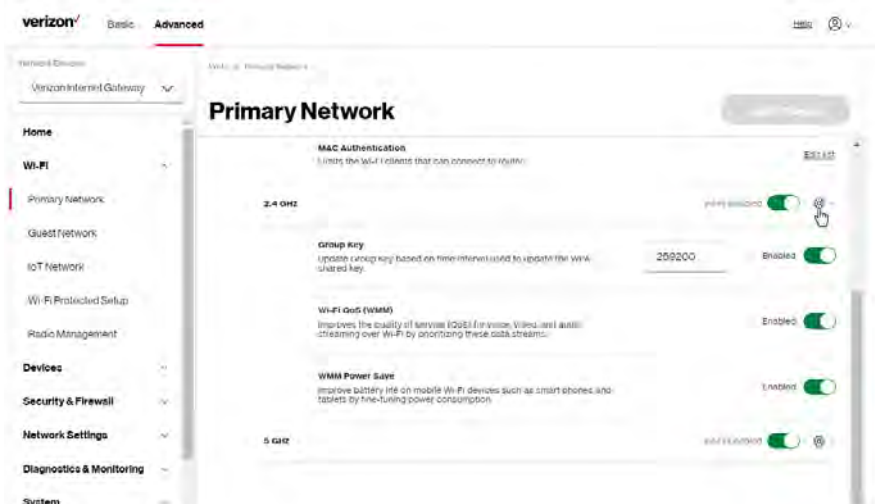 verizon
Basic
Advanced
Help
Network Devices
Verizon Internet Gateway
Primary Network
Home
MAC Authentication
Limits the Wi-Fi clients that can connect to router.
Edit List
Wi-Fi
Primary Network
2.4 GHz
Guest Network
Group Key
Update Group Key based on time interval used to update the WPA
shared key.
259200
Enabled
IoT Network
Wi-Fi Protected Setup
Wi-Fi QoS (WMM)
Improves the quality of service (QoS) for voice, video, and audio
streaming over Wi-Fi by prioritizing these data streams.
Enabled
Radio Management
Devices
WMM Power Save
Improve battery life on mobile Wi-Fi devices such as smart phones and
tablets by fine-tuning power consumption.
Enabled
Security & Firewall
Network Settings
5 GHz
Diagnostics & Monitoring
System